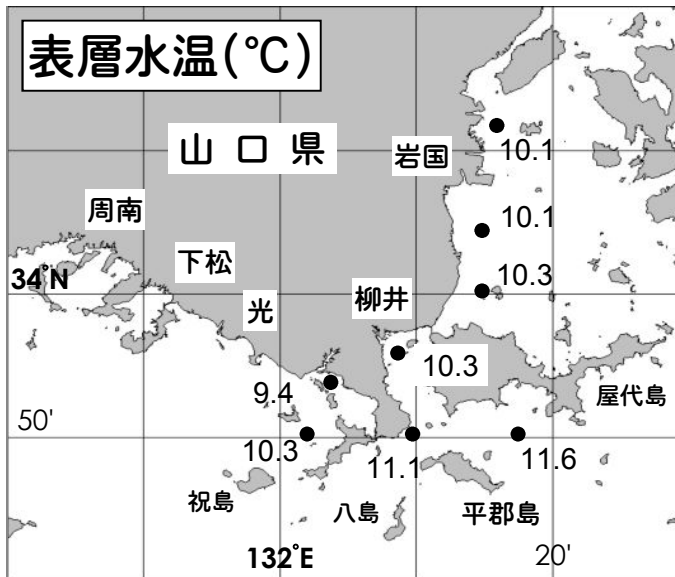 表層水温(℃)
山口県
岩国
10.1
周南
10.1
下松
34°N
10.3
柳井
光
10.3
9.4
屋代島
50'
10.3
11.1
11.6
祝島
八島
平郡島
132°E
20'